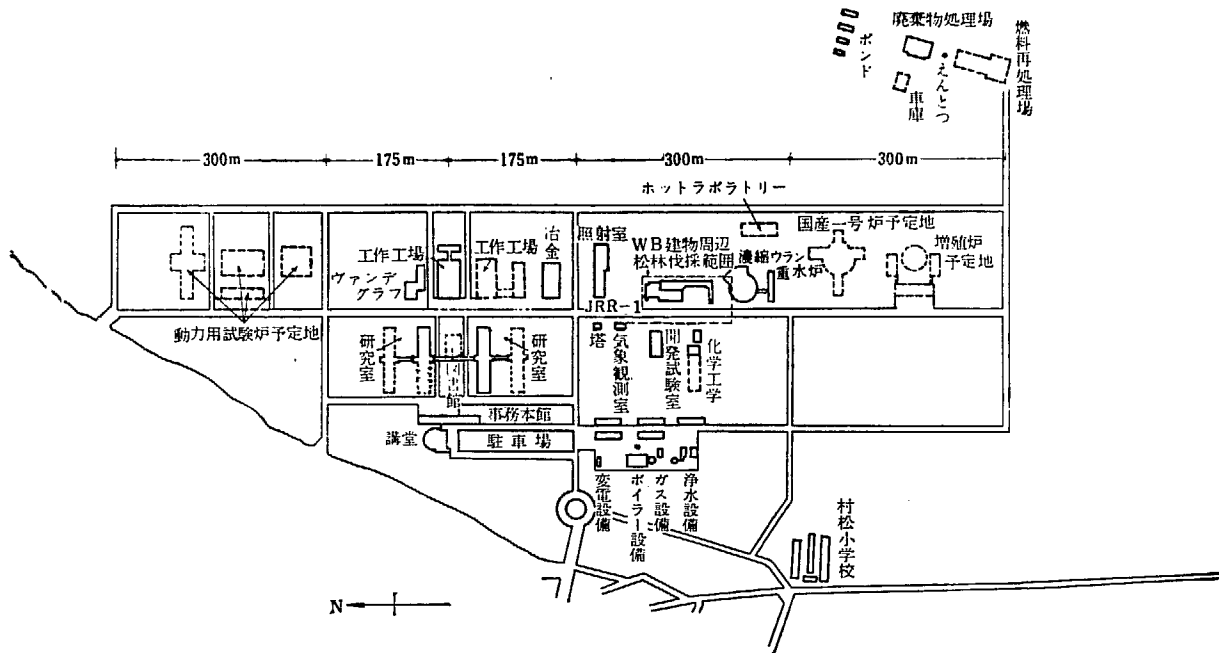 廃棄物処理場
燃料再処理場
ポンド
えんとつ
車庫
300m
175m
175m
300m
300m
ホットラボラトリー
国産一号炉予定地
増殖炉
予定地
濃縮ウラン
重水炉
WB建物周辺
松林伐採範囲
照射室
冶金
工作工場
工作工場
ヴァンデ
グラフ
JRR-1
動力用試験炉予定地
研究室
研究室
館
塔
気象観測室
開発試験室
化学工学
事務本館
講堂
駐車場
変電設備
ボイラー設備
ガス設備
浄水設備
村松小学校
N